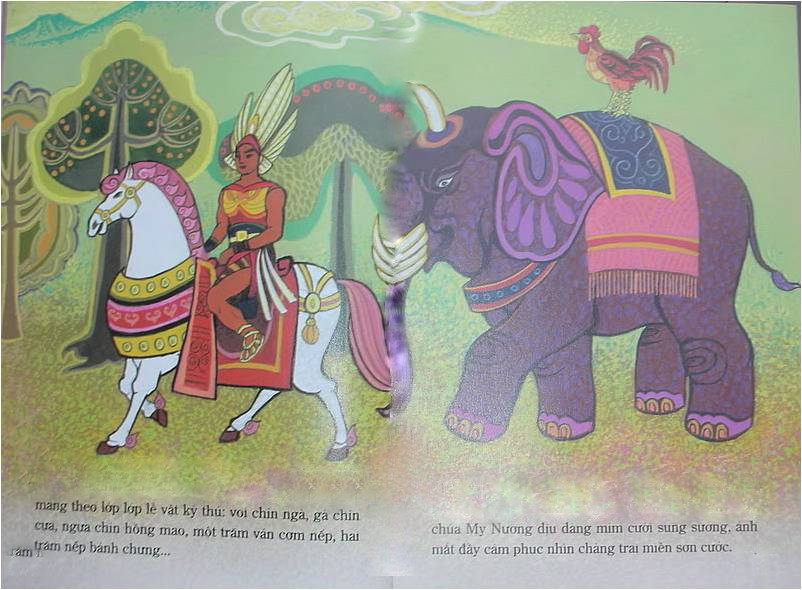 mang theo lớp lớp lễ vật kỳ thú: voi chín ngà, gà chín
cựa, ngựa chín hồng mao, một trăm ván cơm nếp, hai
trăm nếp bánh chưng...
chúa Mỵ Nương dịu dàng mỉm cười sung sướng, ánh
mắt đầy cảm phục nhìn chàng trai miền sơn cước.